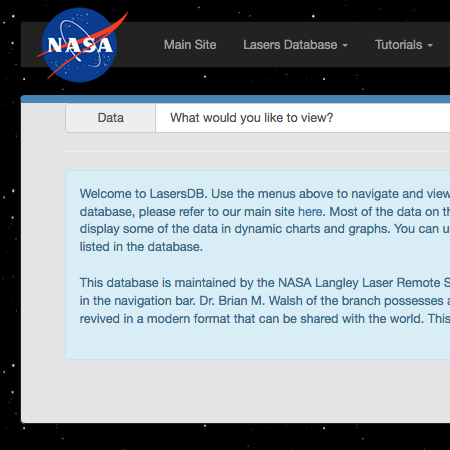 NASA
Main Site Lasers Database Tutorials
Data What would you like to view?
Welcome to LasersDB. Use the menus above to navigate and view
database, please refer to our main site here. Most of the data on th
display some of the data in dynamic charts and graphs. You can u
listed in the database.
This database is maintained by the NASA Langley Laser Remote S
in the navigation bar. Dr. Brian M. Walsh of the branch possesses a
revived in a modern format that can be shared with the world. This